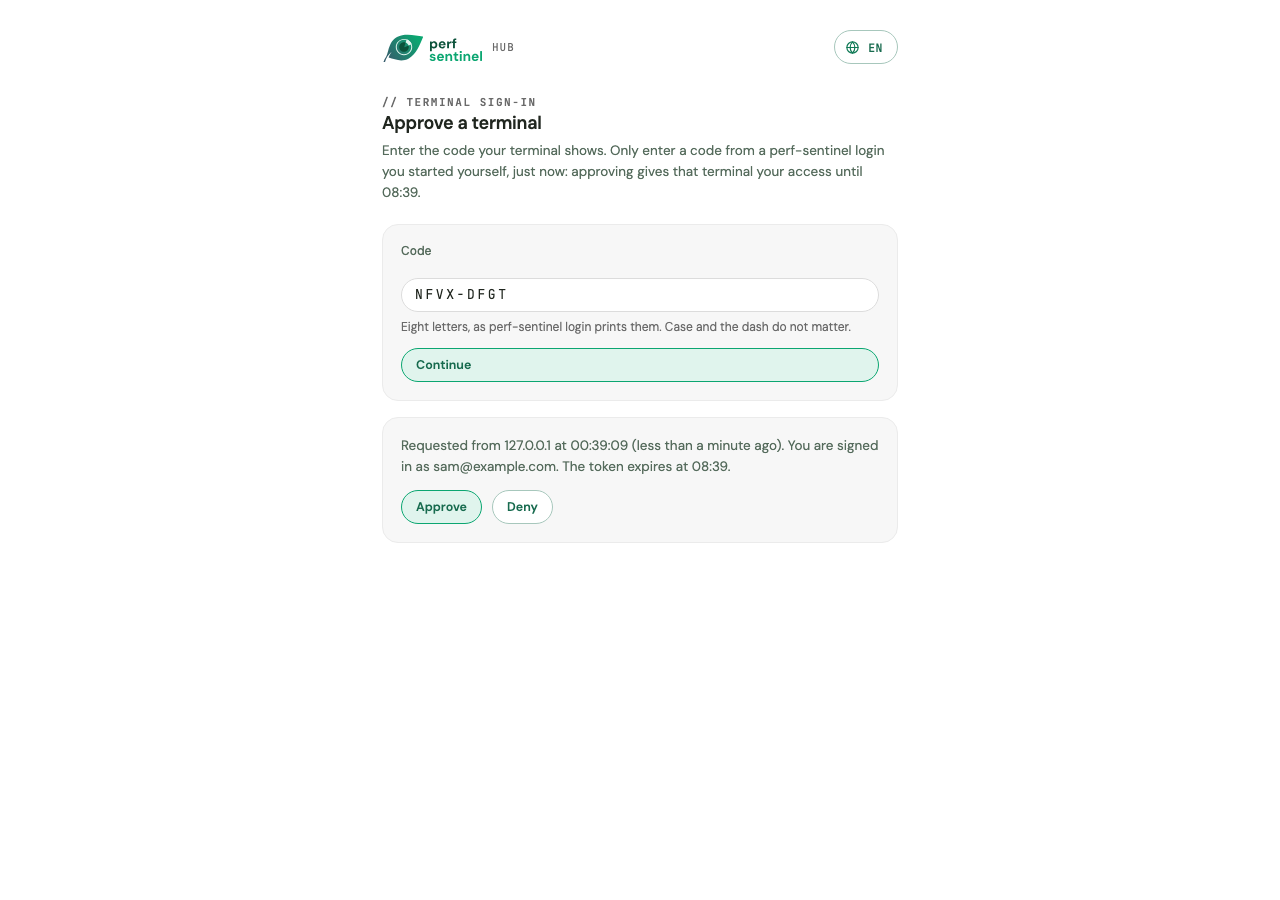 perf
sentinel
HUB
EN
// TERMINAL SIGN-IN
Approve a terminal
Enter the code your terminal shows. Only enter a code from a perf-sentinel login
you started yourself, just now: approving gives that terminal your access until
08:39.
Code
NFVX-DFGT
Eight letters, as perf-sentinel login prints them. Case and the dash do not matter.
Continue
Requested from 127.0.0.1 at 00:39:09 (less than a minute ago). You are signed
in as sam@example.com. The token expires at 08:39.
Approve
Deny